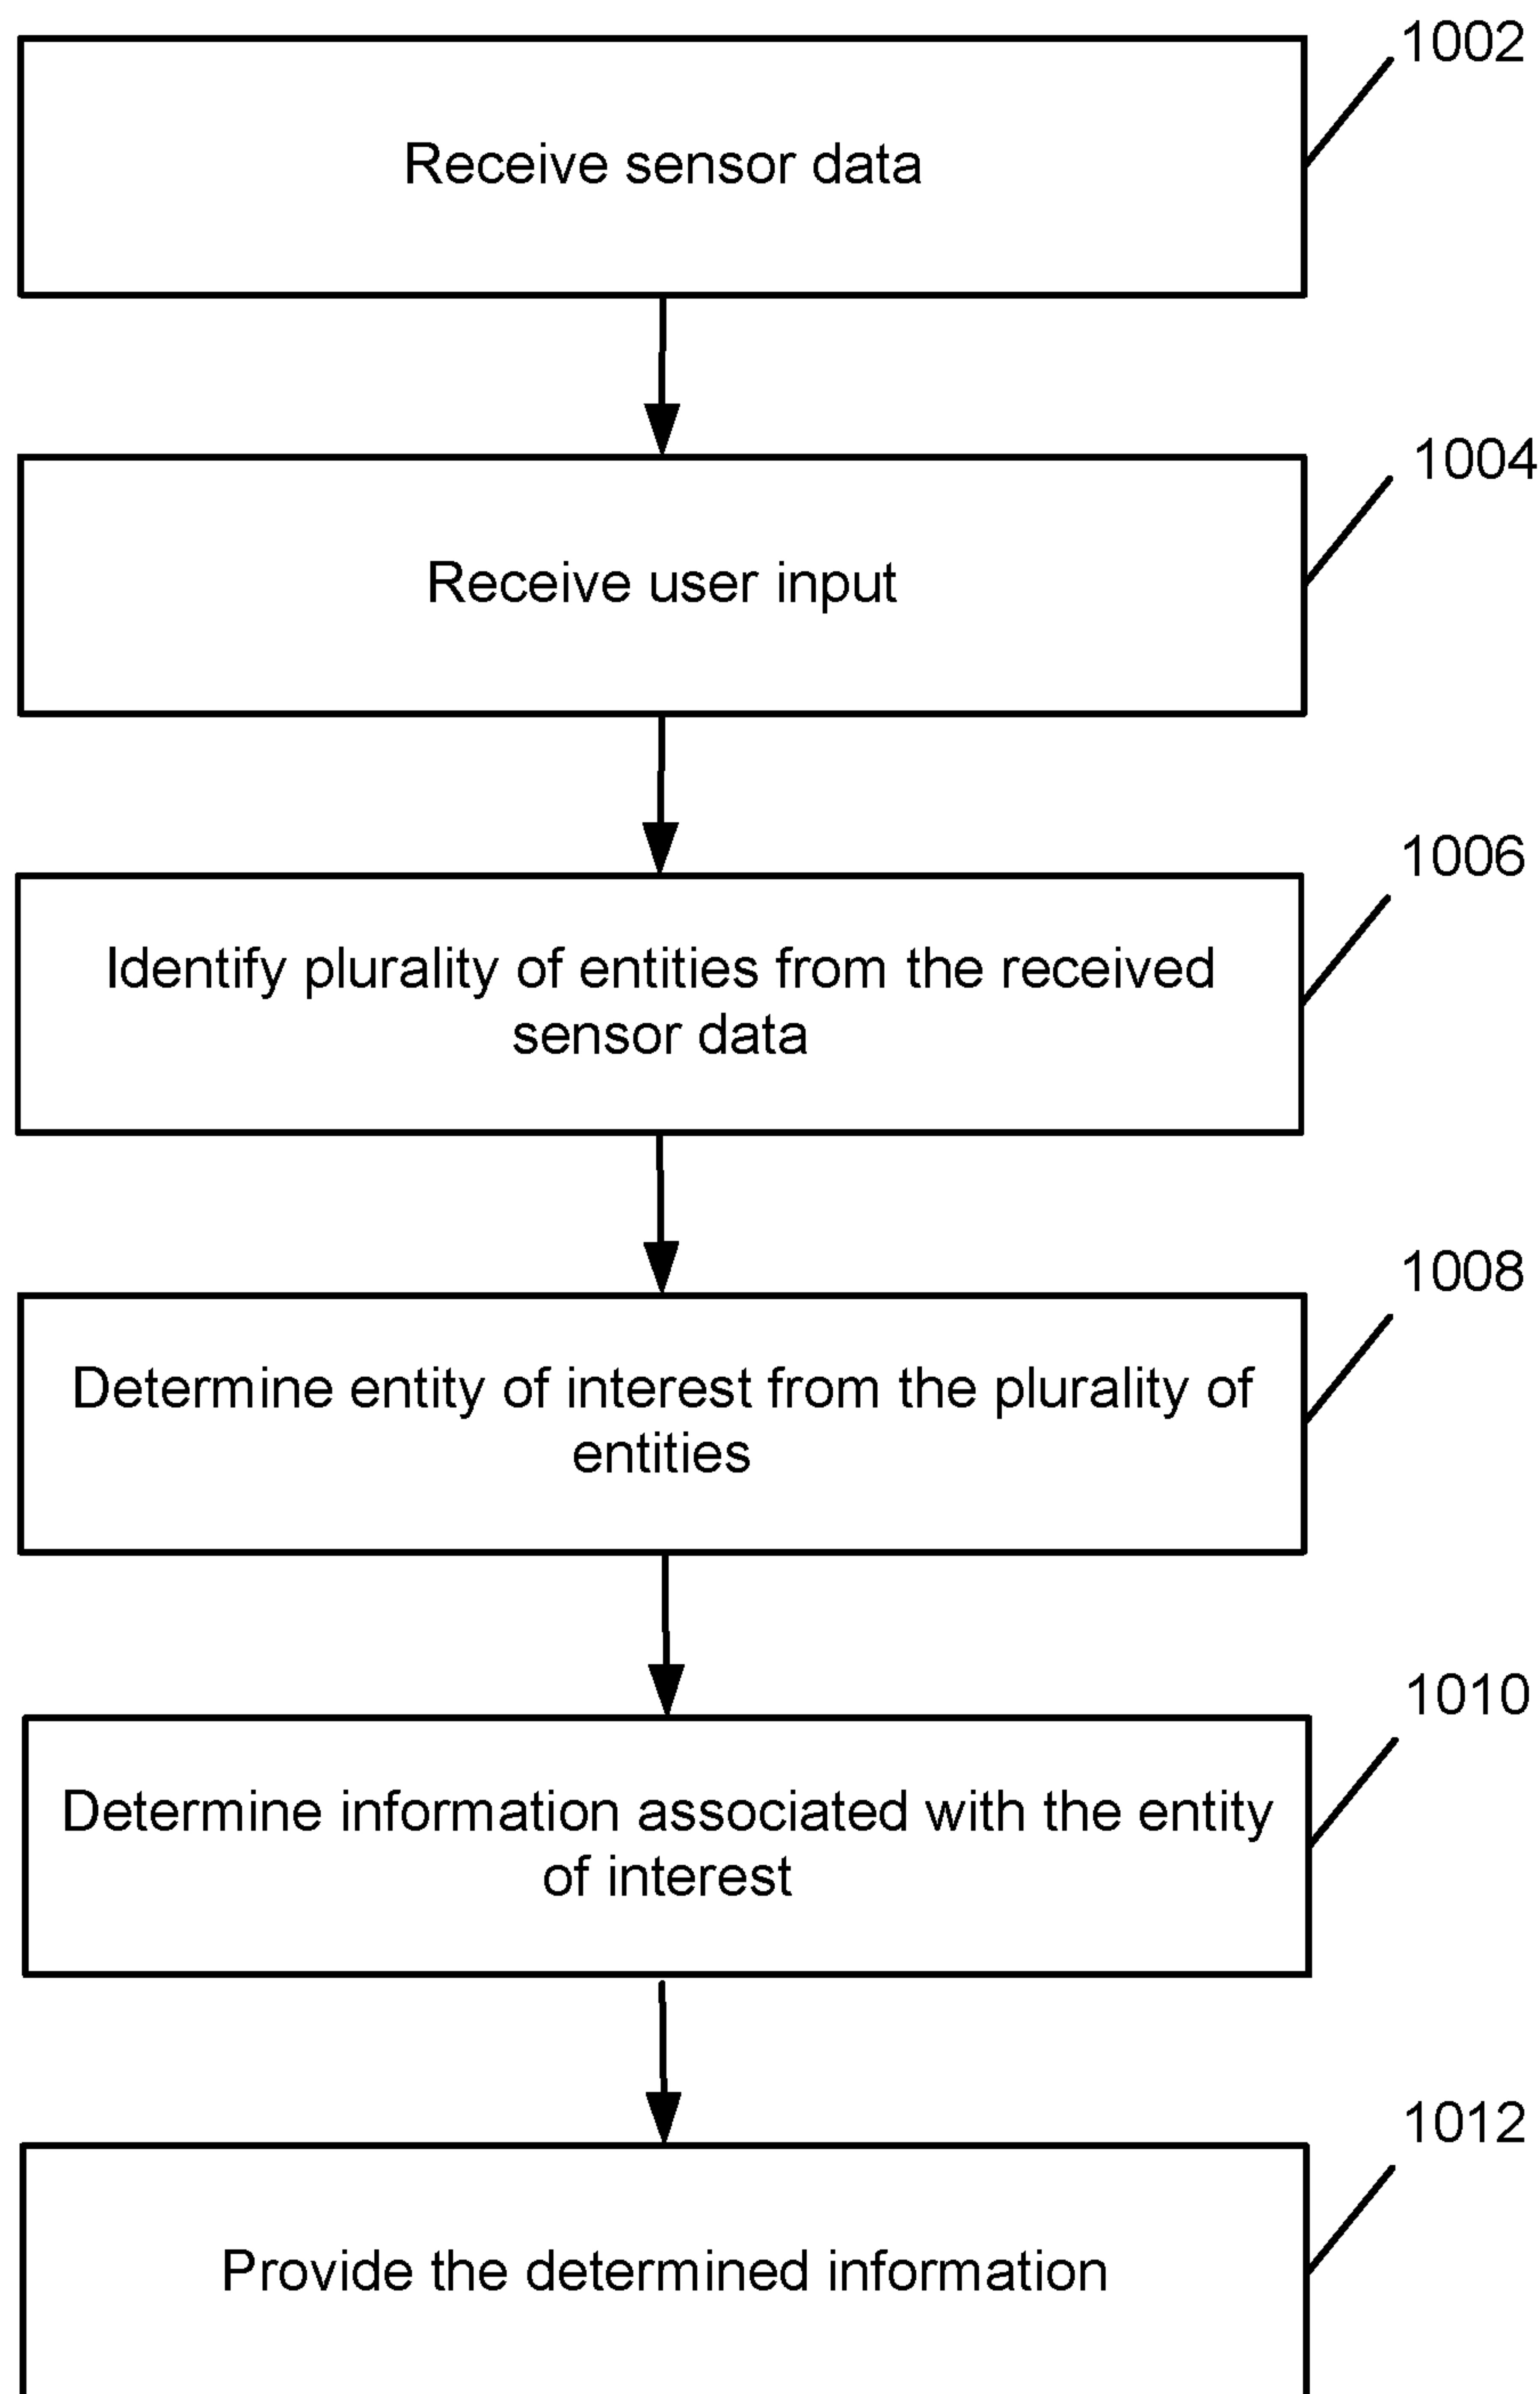 1002
Receive sensor data
1004
Receive user input
1006
Identify plurality of entities from the received
sensor data
1008
Determine entity of interest from the plurality of
entities
1010
Determine information associated with the entity
of interest
1012
Provide the determined information